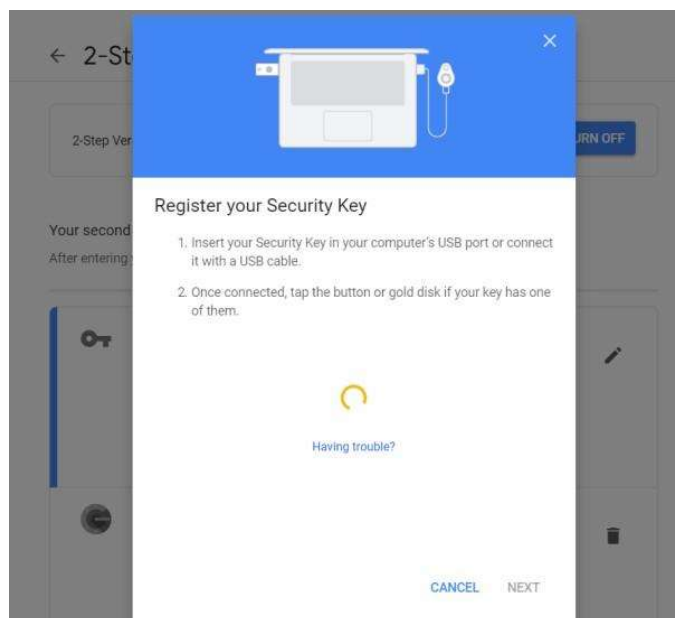 2-St
2-Step Ver
URN OFF
Your second
After entering
Register your Security Key
1. Insert your Security Key in your computer's USB port or connect
it with a USB cable.
2. Once connected, tap the button or gold disk if your key has one
of them.
Having trouble?
CANCEL NEXT